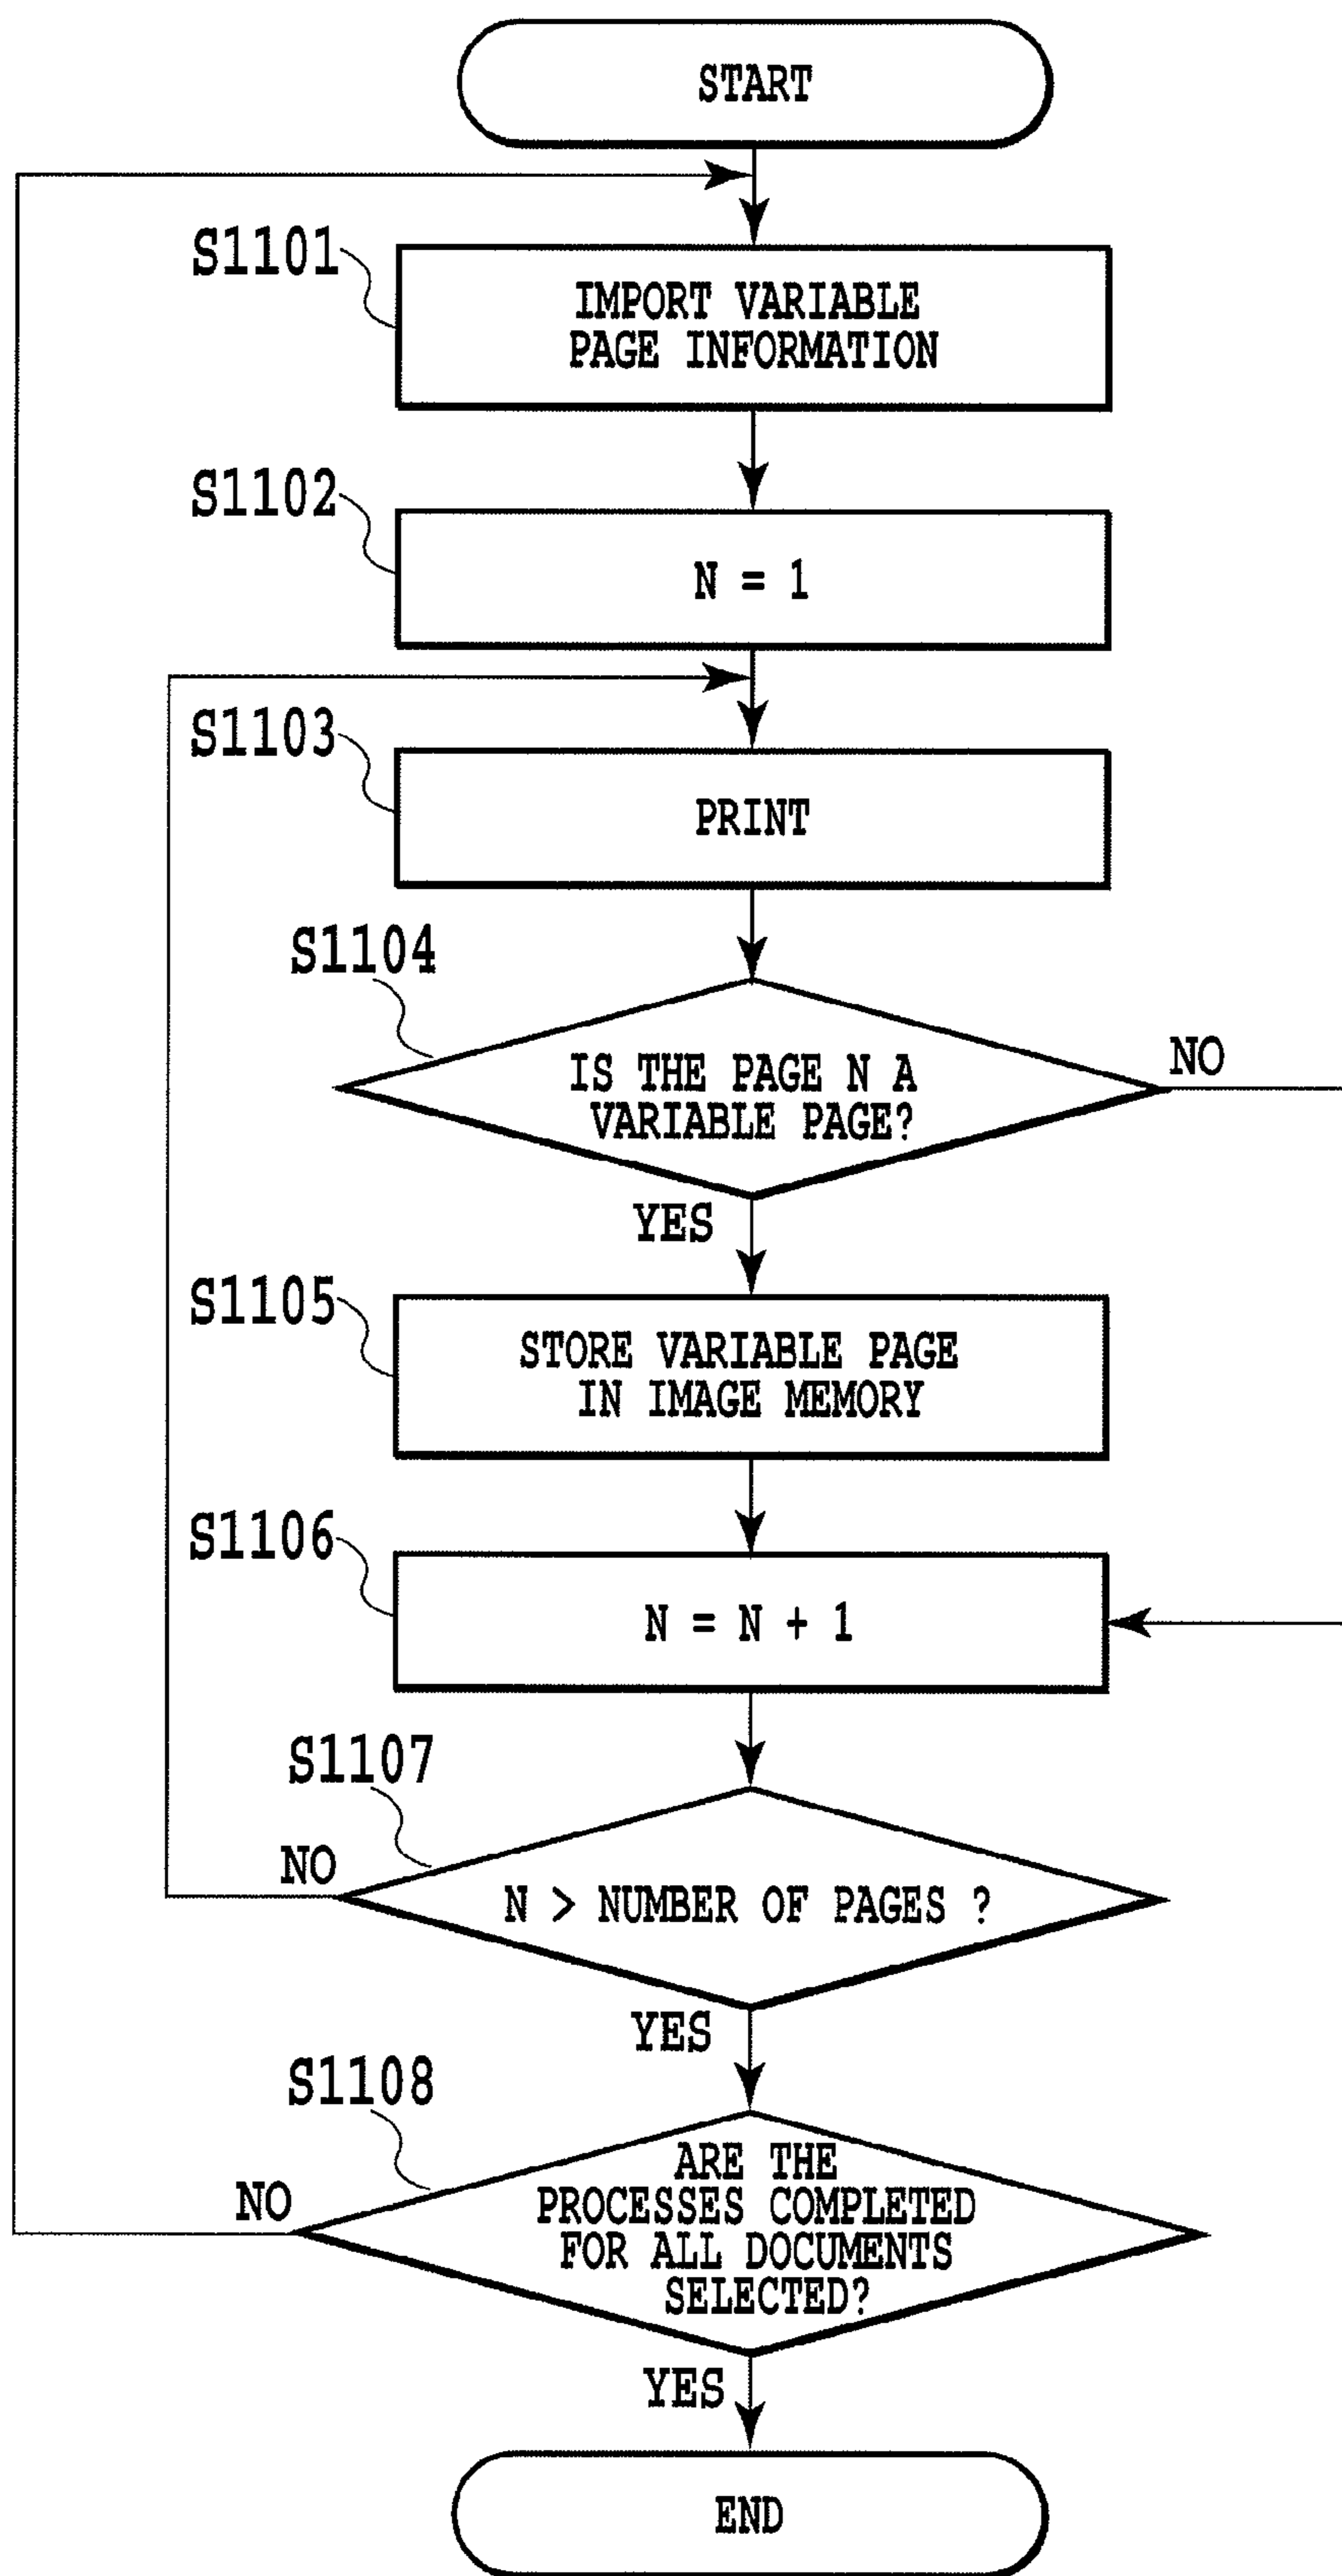 START
S1101
IMPORT VARIABLE
PAGE INFORMATION
S1102
N = 1
S1103
PRINT
S1104
IS THE PAGE N A
VARIABLE PAGE?
NO
YES
S1105
STORE VARIABLE PAGE
IN IMAGE MEMORY
S1106
N = N + 1
S1107
NO
N > NUMBER OF PAGES ?
YES
S1108
NO
ARE THE
PROCESSES COMPLETED
FOR ALL DOCUMENTS
SELECTED?
YES
END